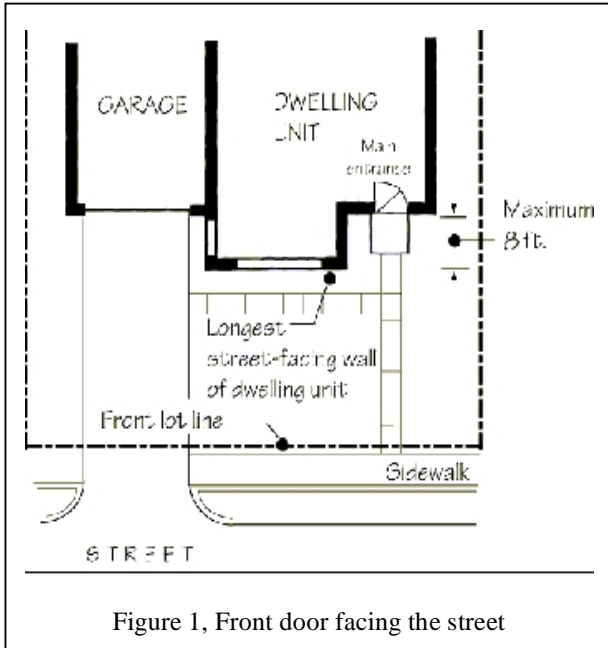 GARAGE
DWELLING
UNIT
Main
entrance
Maximum
8 ft.
Longest
street-facing wall
of dwelling unit
Front lot line
Sidewalk
STREET
Figure 1, Front door facing the street